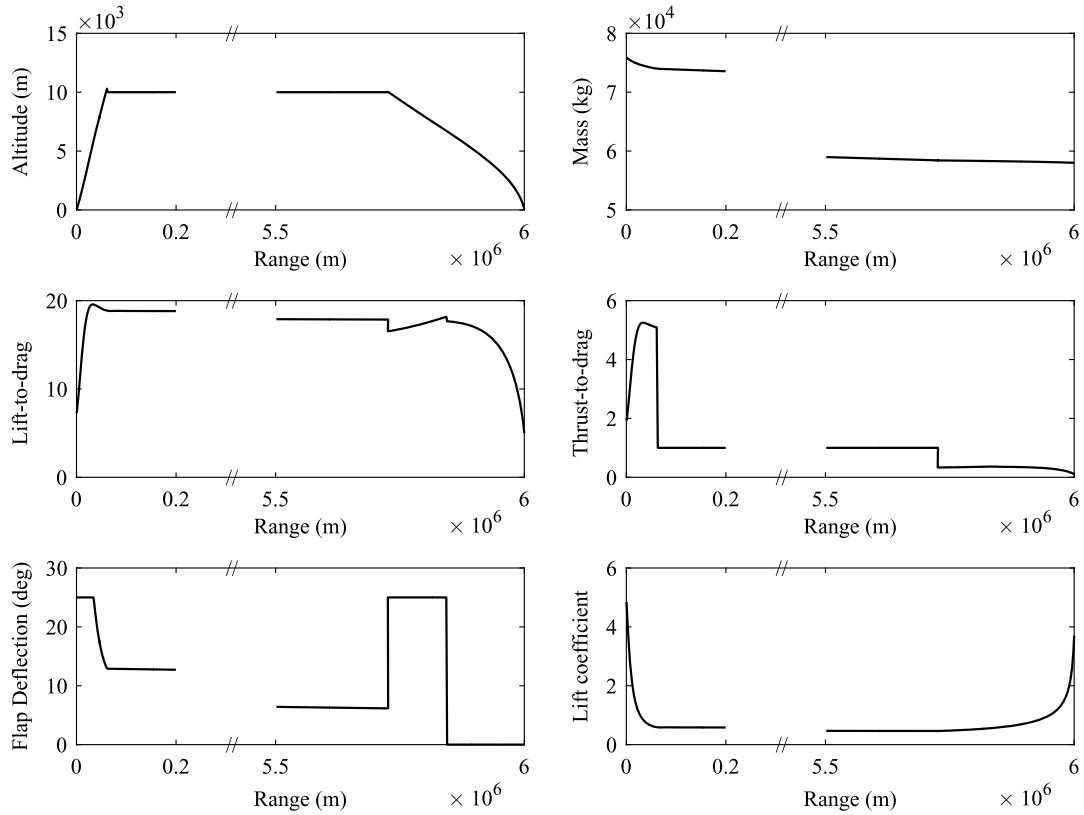 ×10³ ×10⁴
15 8
10 7
5 6
0 5
Altitude (m) Mass (kg)
0 0.2 5.5 6 0 0.2 5.5 6
Range (m) × 10⁶ Range (m) × 10⁶
20 6
10 4
0 2
0
Lift-to-drag Thrust-to-drag
0 0.2 5.5 6 0 0.2 5.5 6
Range (m) × 10⁶ Range (m) × 10⁶
30 6
20 4
10 2
0 0
Flap Deflection (deg) Lift coefficient
0 0.2 5.5 6 0 0.2 5.5 6
Range (m) × 10⁶ Range (m) × 10⁶